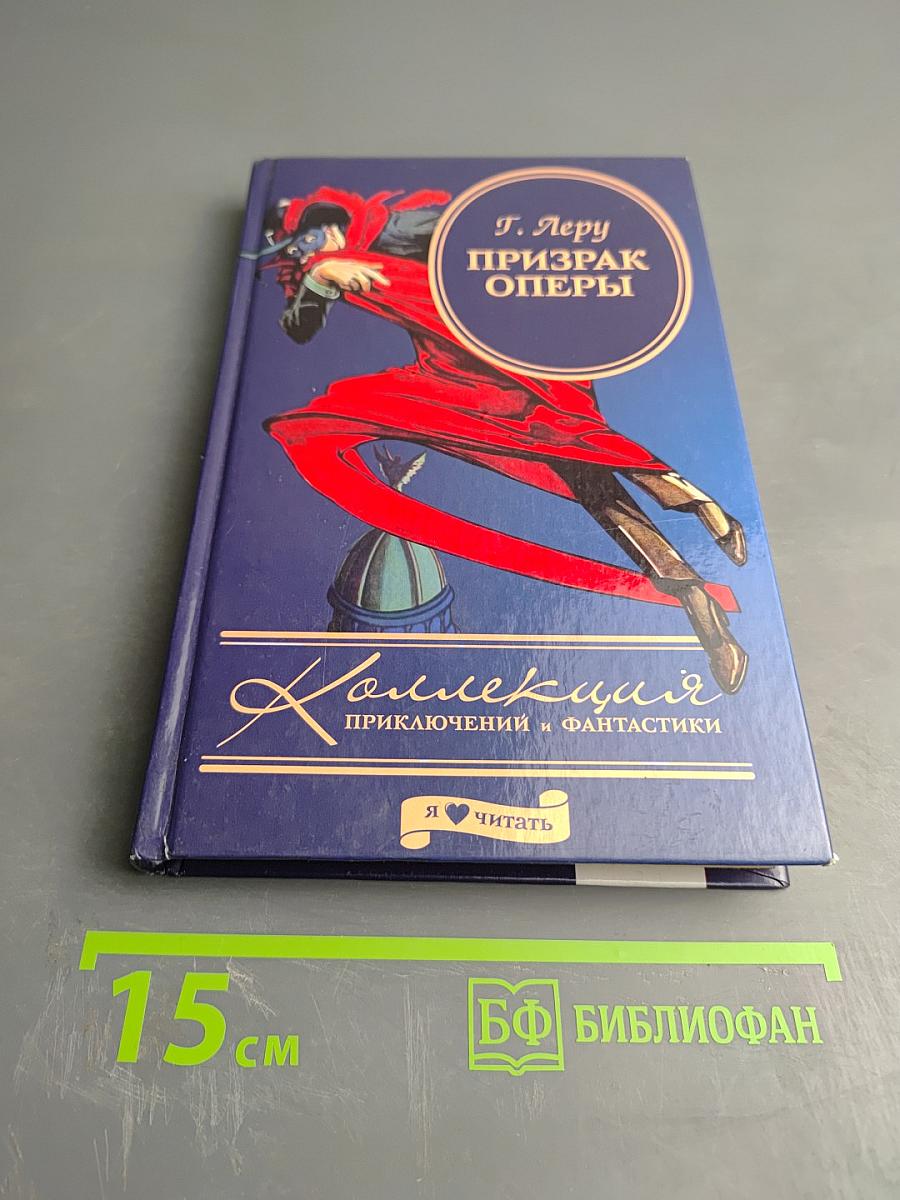 Г. Леру
ПРИЗРАК
ОПЕРЫ
Коллекция
ПРИКЛЮЧЕНИЙ и ФАНТАСТИКИ
я читать
15 см
БФ БИБЛИОФАН